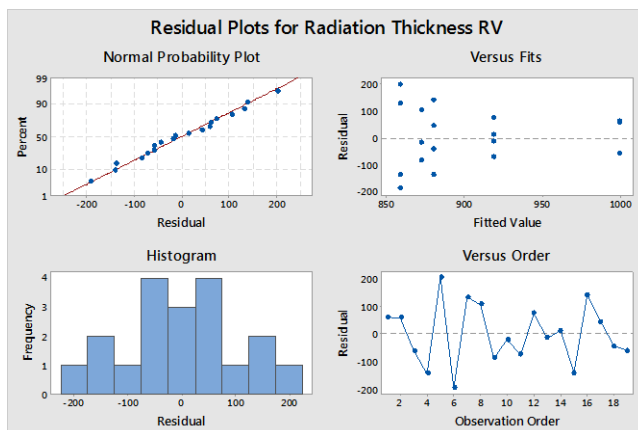 Residual Plots for Radiation Thickness RV
Normal Probability Plot
99
90
50
10
1
Percent
-200 -100 0 100 200
Residual
Versus Fits
200
100
0
-100
-200
Residual
850 900 950 1000
Fitted Value
Histogram
4
3
2
1
0
Frequency
-200 -100 0 100 200
Residual
Versus Order
200
100
0
-100
-200
Residual
2 4 6 8 10 12 14 16 18
Observation Order